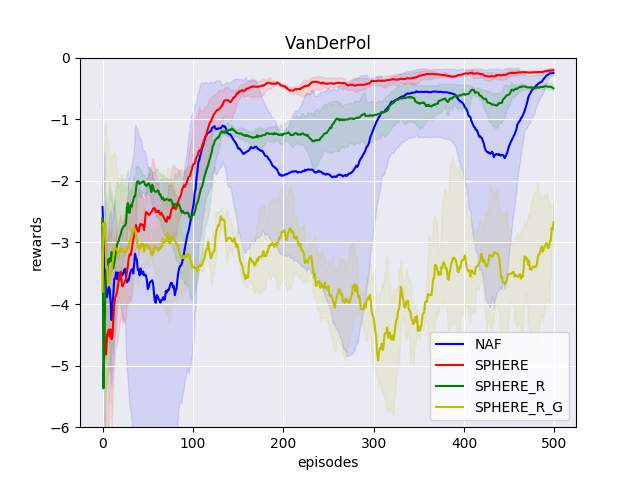 VanDerPol
0
−1
−2
−3
−4
−5
−6
rewards
0
100
200
300
400
500
episodes
NAF
SPHERE
SPHERE_R
SPHERE_R_G